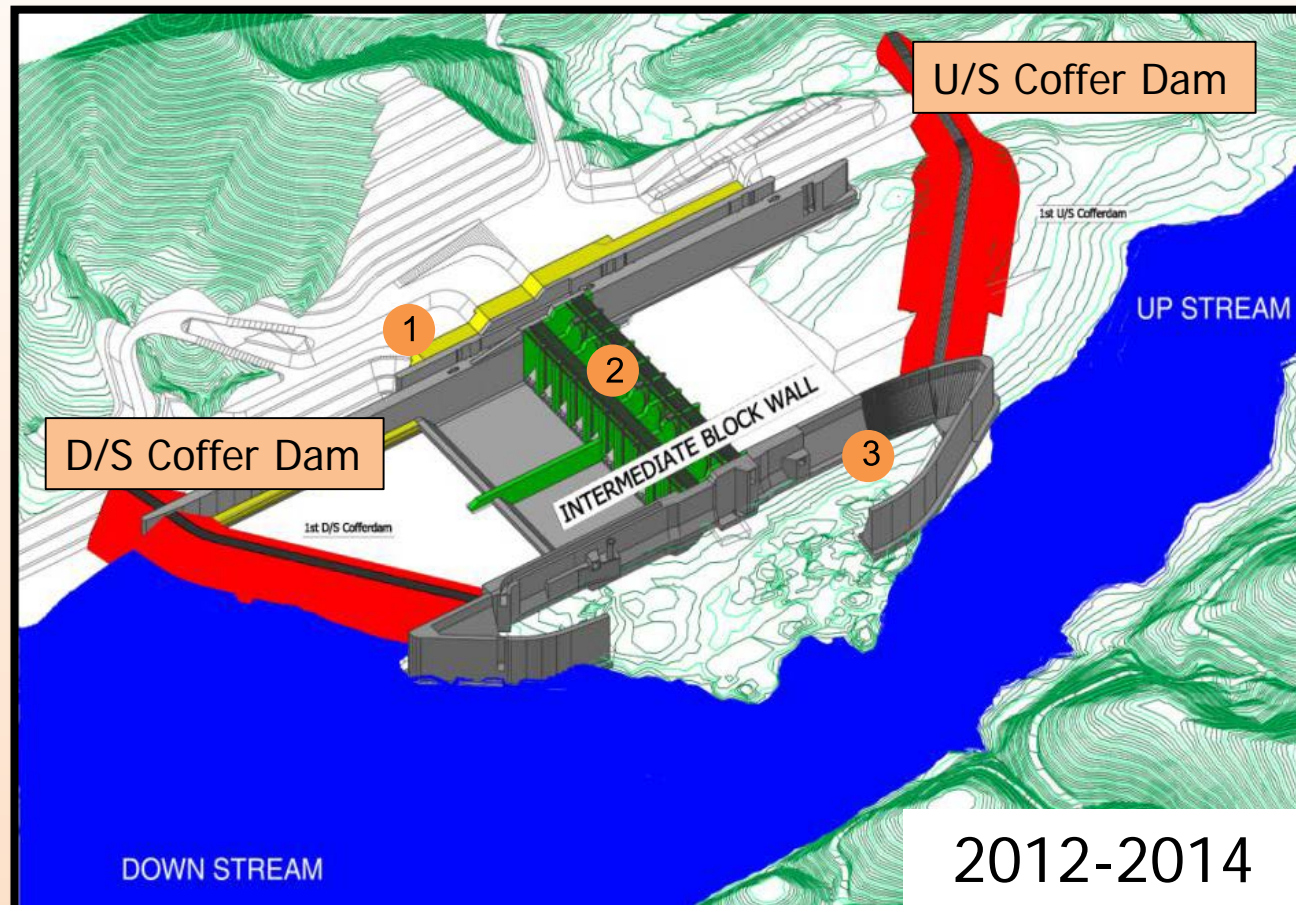 U/S Coffer Dam
1st U/S Cofferdam
UP STREAM
1
2
INTERMEDIATE BLOCK WALL
3
D/S Coffer Dam
1st D/S Cofferdam
DOWN STREAM
2012-2014